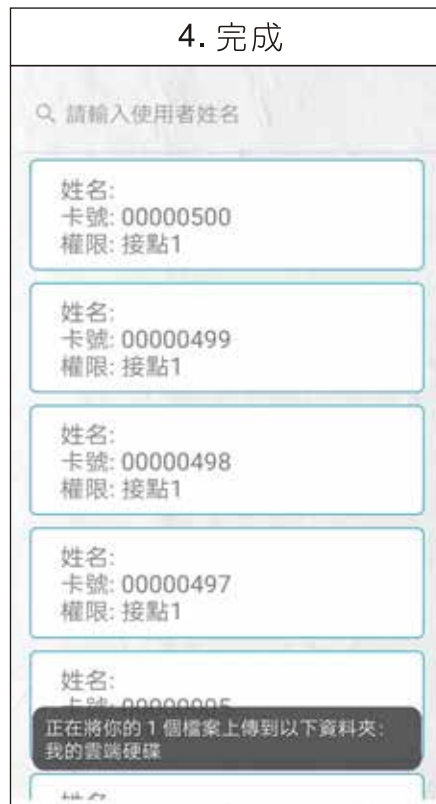 4. 完成
請輸入使用者姓名
姓名:
卡號: 00000500
權限: 接點1
姓名:
卡號: 00000499
權限: 接點1
姓名:
卡號: 00000498
權限: 接點1
姓名:
卡號: 00000497
權限: 接點1
姓名:
正在將你的 1 個檔案上傳到以下資料夾:
我的雲端硬碟